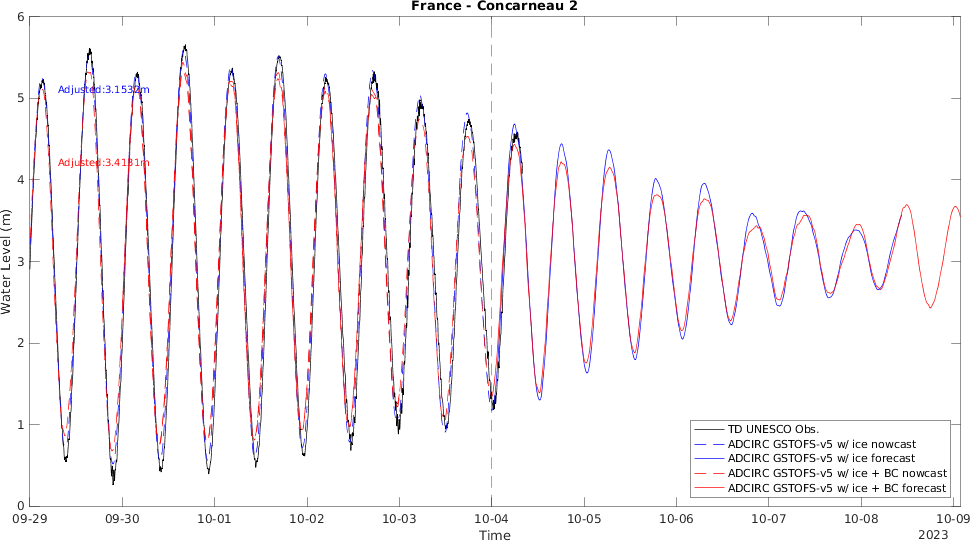 France - Concarneau 2
6
5
4
3
2
1
0
Water Level (m)
Adjusted:3.1532m
Adjusted:3.4131m
09-29
09-30
10-01
10-02
10-03
10-04
10-05
10-06
10-07
10-08
10-09
Time
2023
TD UNESCO Obs.
ADCIRC GSTOFS-v5 w/ ice nowcast
ADCIRC GSTOFS-v5 w/ ice forecast
ADCIRC GSTOFS-v5 w/ ice + BC nowcast
ADCIRC GSTOFS-v5 w/ ice + BC forecast